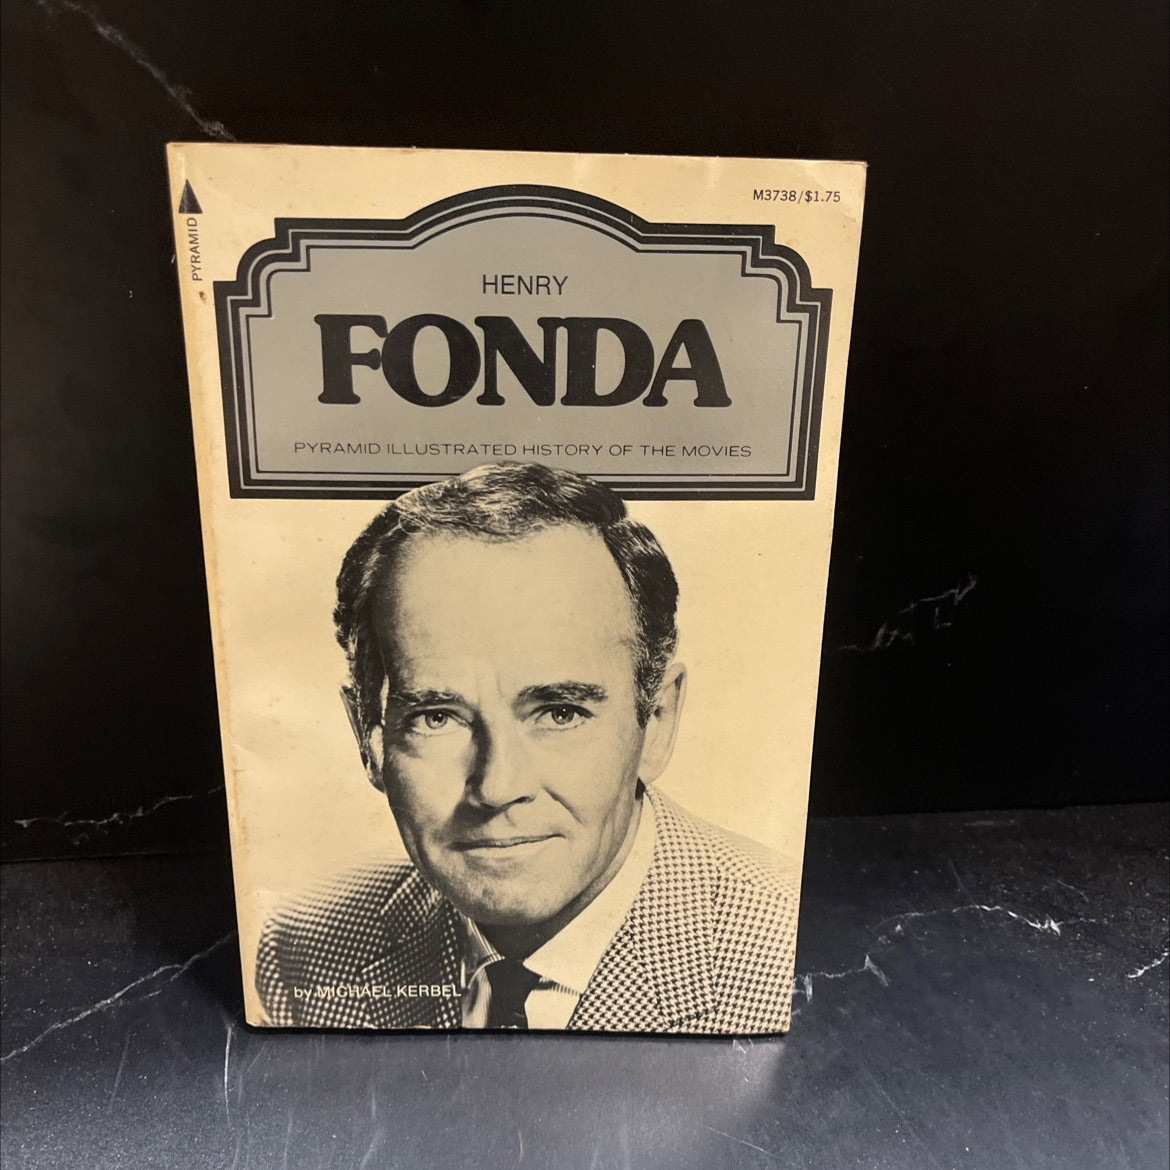 M3738/$1.75
PYRAMID
HENRY
FONDA
PYRAMID ILLUSTRATED HISTORY OF THE MOVIES
by MICHAEL KERBEL